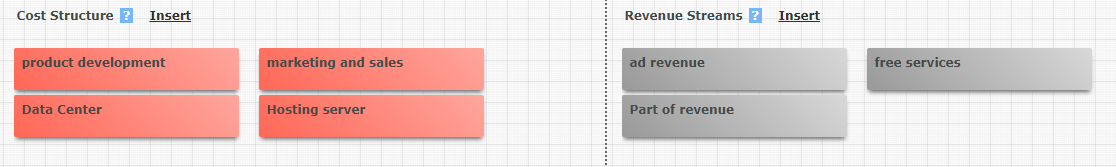 Cost Structure ? Insert
product development
marketing and sales
Data Center
Hosting server
Revenue Streams ? Insert
ad revenue
free services
Part of revenue